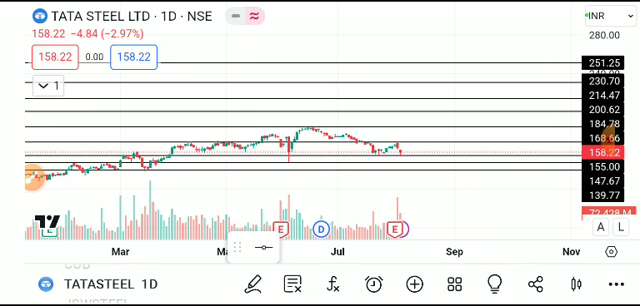 TATA STEEL LTD · 1D · NSE
INR
158.22 −4.84 (−2.97%)
280.00
158.22 0.00 158.22
251.25
1
230.70
214.47
200.62
184.78
168.66
158.22
155.00
147.67
139.77
72.428 M
E D E
A L
Mar Jul Sep Nov
TATASTEEL 1D